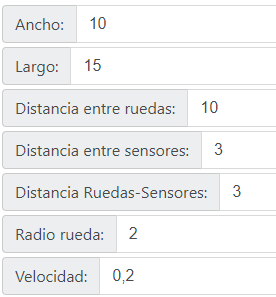 Ancho: 10
Largo: 15
Distancia entre ruedas: 10
Distancia entre sensores: 3
Distancia Ruedas-Sensores: 3
Radio rueda: 2
Velocidad: 0,2